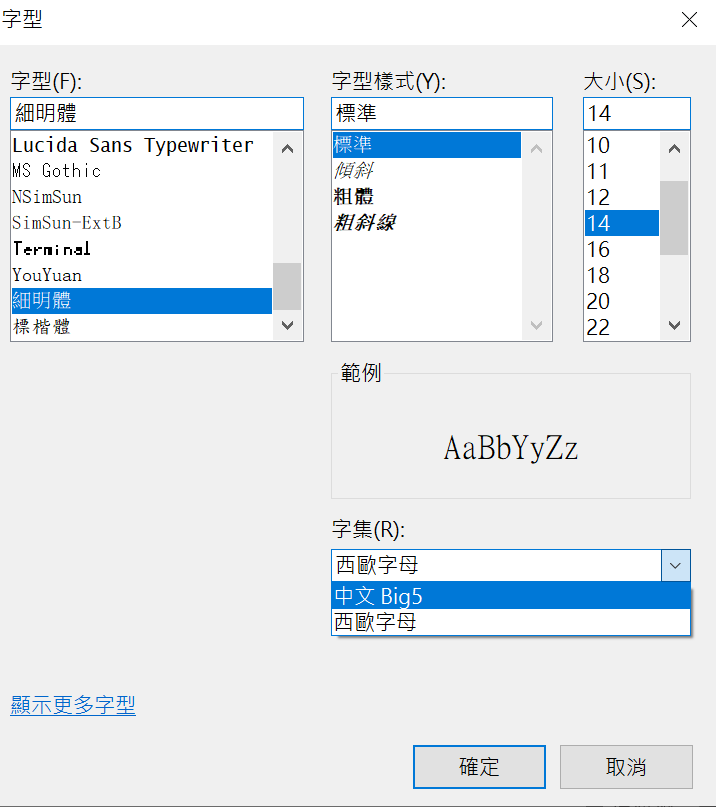 字型
字型(F):
細明體
Lucida Sans Typewriter
MS Gothic
NSimSun
SimSun-ExtB
Terminal
YouYuan
細明體
標楷體
字型樣式(Y):
標準
標準
傾斜
粗體
粗斜線
大小(S):
14
10
11
12
14
16
18
20
22
範例
AaBbYyZz
字集(R):
西歐字母
中文 Big5
西歐字母
顯示更多字型
確定
取消